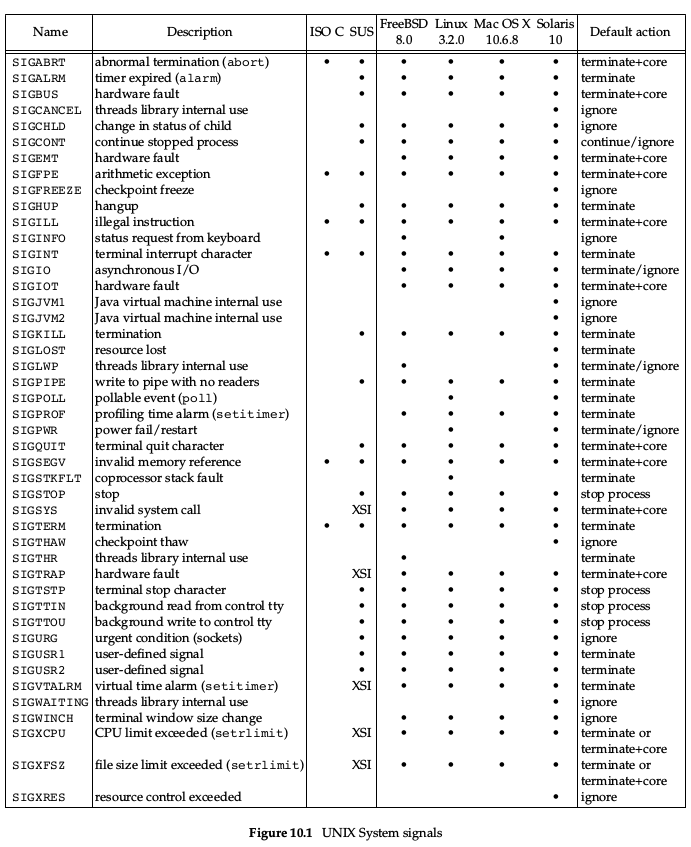 Name Description ISO C SUS FreeBSD 8.0 Linux 3.2.0 Mac OS X 10.6.8 Solaris 10 Default action
SIGABRT abnormal termination (abort) • • • • • • terminate+core
SIGALRM timer expired (alarm) • • • • • terminate
SIGBUS hardware fault • • • • • terminate+core
SIGCANCEL threads library internal use • ignore
SIGCHLD change in status of child • • • • • ignore
SIGCONT continue stopped process • • • • • continue/ignore
SIGEMT hardware fault • • • • terminate+core
SIGFPE arithmetic exception • • • • • • terminate+core
SIGFREEZE checkpoint freeze • ignore
SIGHUP hangup • • • • • terminate
SIGILL illegal instruction • • • • • • terminate+core
SIGINFO status request from keyboard • • ignore
SIGINT terminal interrupt character • • • • • • terminate
SIGIO asynchronous I/O • • • • terminate/ignore
SIGIOT hardware fault • • • • terminate+core
SIGJVM1 Java virtual machine internal use • ignore
SIGJVM2 Java virtual machine internal use • ignore
SIGKILL termination • • • • • terminate
SIGLOST resource lost • terminate
SIGLWP threads library internal use • • terminate/ignore
SIGPIPE write to pipe with no readers • • • • • terminate
SIGPOLL pollable event (poll) • • terminate
SIGPROF profiling time alarm (setitimer) • • • • terminate
SIGPWR power fail/restart • • terminate/ignore
SIGQUIT terminal quit character • • • • • terminate+core
SIGSEGV invalid memory reference • • • • • • terminate+core
SIGSTKFLT coprocessor stack fault • terminate
SIGSTOP stop • • • • • stop process
SIGSYS invalid system call XSI • • • • terminate+core
SIGTERM termination • • • • • • terminate
SIGTHAW checkpoint thaw • ignore
SIGTHR threads library internal use • terminate
SIGTRAP hardware fault XSI • • • • terminate+core
SIGTSTP terminal stop character • • • • • stop process
SIGTTIN background read from control tty • • • • • stop process
SIGTTOU background write to control tty • • • • • stop process
SIGURG urgent condition (sockets) • • • • • ignore
SIGUSR1 user-defined signal • • • • • terminate
SIGUSR2 user-defined signal • • • • • terminate
SIGVTALRM virtual time alarm (setitimer) XSI • • • • terminate
SIGWAITING threads library internal use • ignore
SIGWINCH terminal window size change • • • • ignore
SIGXCPU CPU limit exceeded (setrlimit) XSI • • • • terminate or
terminate+core
SIGXFSZ file size limit exceeded (setrlimit) XSI • • • • terminate or
terminate+core
SIGXRES resource control exceeded • ignore
Figure 10.1 UNIX System signals